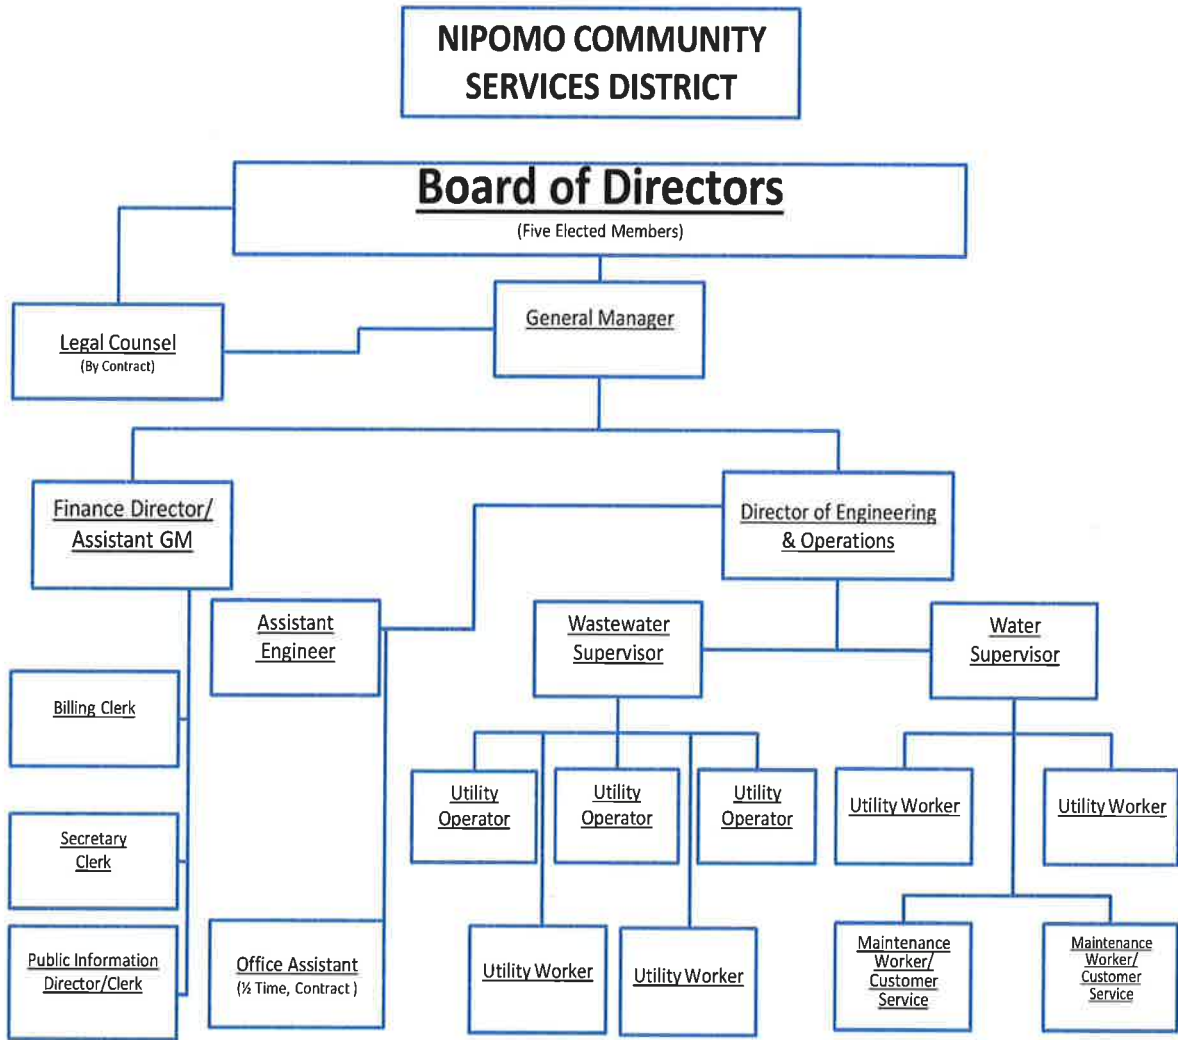 NIPOMO COMMUNITY
SERVICES DISTRICT
Board of Directors
(Five Elected Members)
General Manager
Legal Counsel
(By Contract)
Finance Director/
Assistant GM
Director of Engineering
& Operations
Assistant
Engineer
Wastewater
Supervisor
Water
Supervisor
Billing Clerk
Utility
Operator
Utility
Operator
Utility
Operator
Utility Worker
Utility Worker
Secretary
Clerk
Public Information
Director/Clerk
Office Assistant
(½ Time, Contract )
Utility Worker
Utility Worker
Maintenance
Worker/
Customer
Service
Maintenance
Worker/
Customer
Service